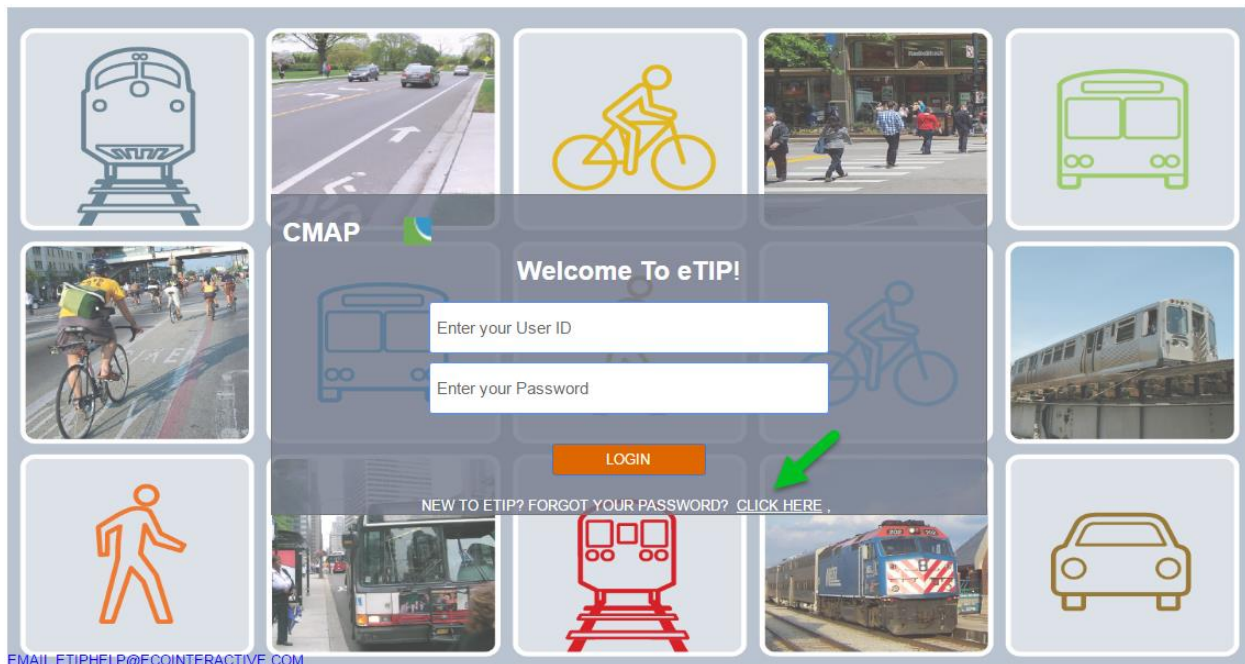 CMAP
Welcome To eTIP!
Enter your User ID
Enter your Password
LOGIN
NEW TO ETIP? FORGOT YOUR PASSWORD? CLICK HERE ,
EMAIL ETIPHELP@ECOINTERACTIVE.COM